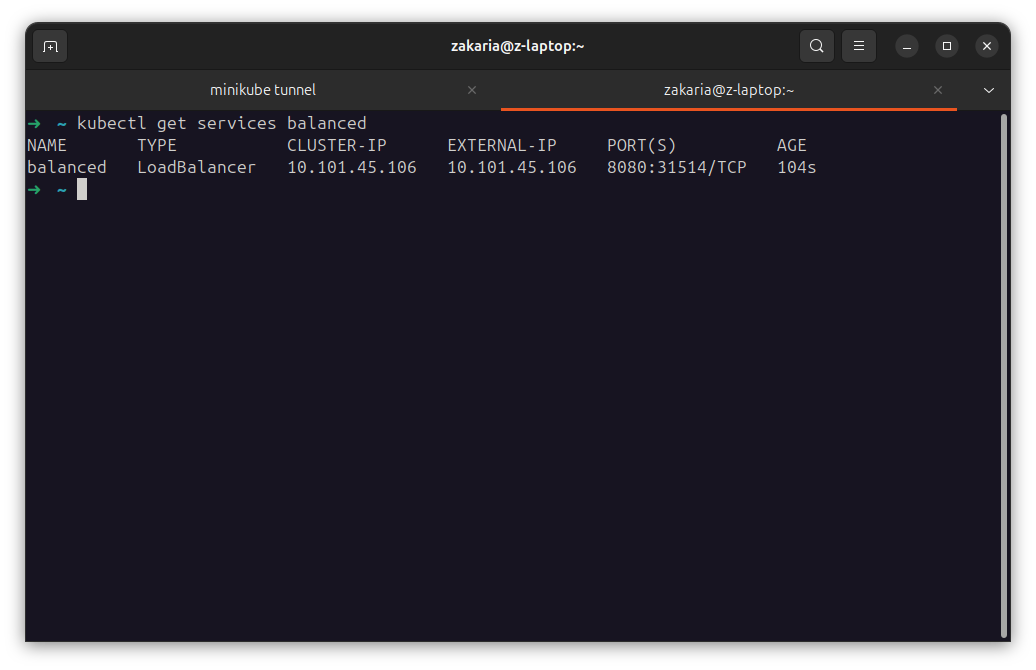 zakaria@z-laptop:~
minikube tunnel
zakaria@z-laptop:~
➜ ~ kubectl get services balanced
NAME TYPE CLUSTER-IP EXTERNAL-IP PORT(S) AGE
balanced LoadBalancer 10.101.45.106 10.101.45.106 8080:31514/TCP 104s
➜ ~